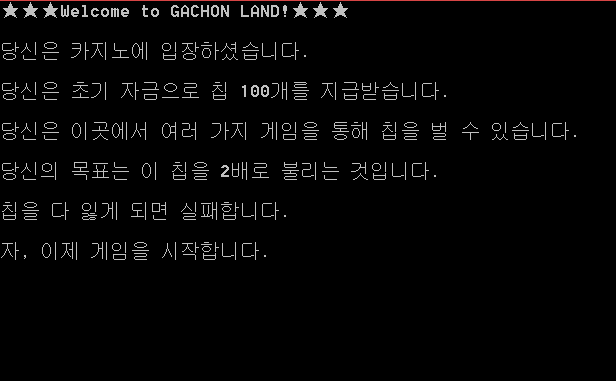 ★★★Welcome to GACHON LAND!★★★
당신은 카지노에 입장하셨습니다.
당신은 초기 자금으로 칩 100개를 지급받습니다.
당신은 이곳에서 여러 가지 게임을 통해 칩을 벌 수 있습니다.
당신의 목표는 이 칩을 2배로 불리는 것입니다.
칩을 다 잃게 되면 실패합니다.
자, 이제 게임을 시작합니다.